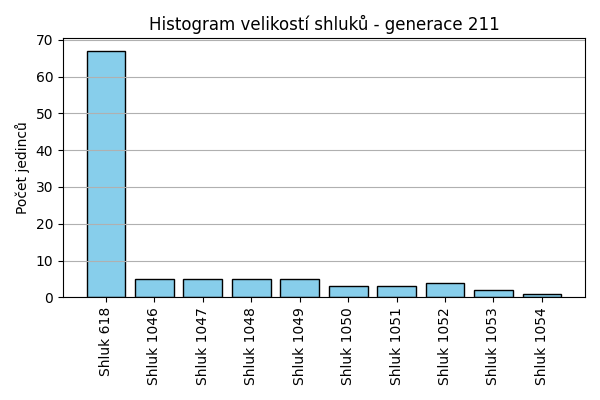 Histogram velikostí shluků - generace 211
Počet jedinců
70
60
50
40
30
20
10
0
Shluk 618
Shluk 1046
Shluk 1047
Shluk 1048
Shluk 1049
Shluk 1050
Shluk 1051
Shluk 1052
Shluk 1053
Shluk 1054